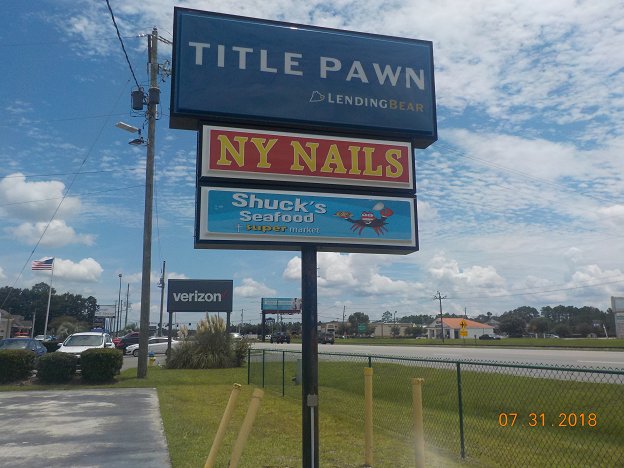 TITLE PAWN
LENDINGBEAR
NY NAILS
Shuck's
Seafood
super market
verizon
07.31.2018